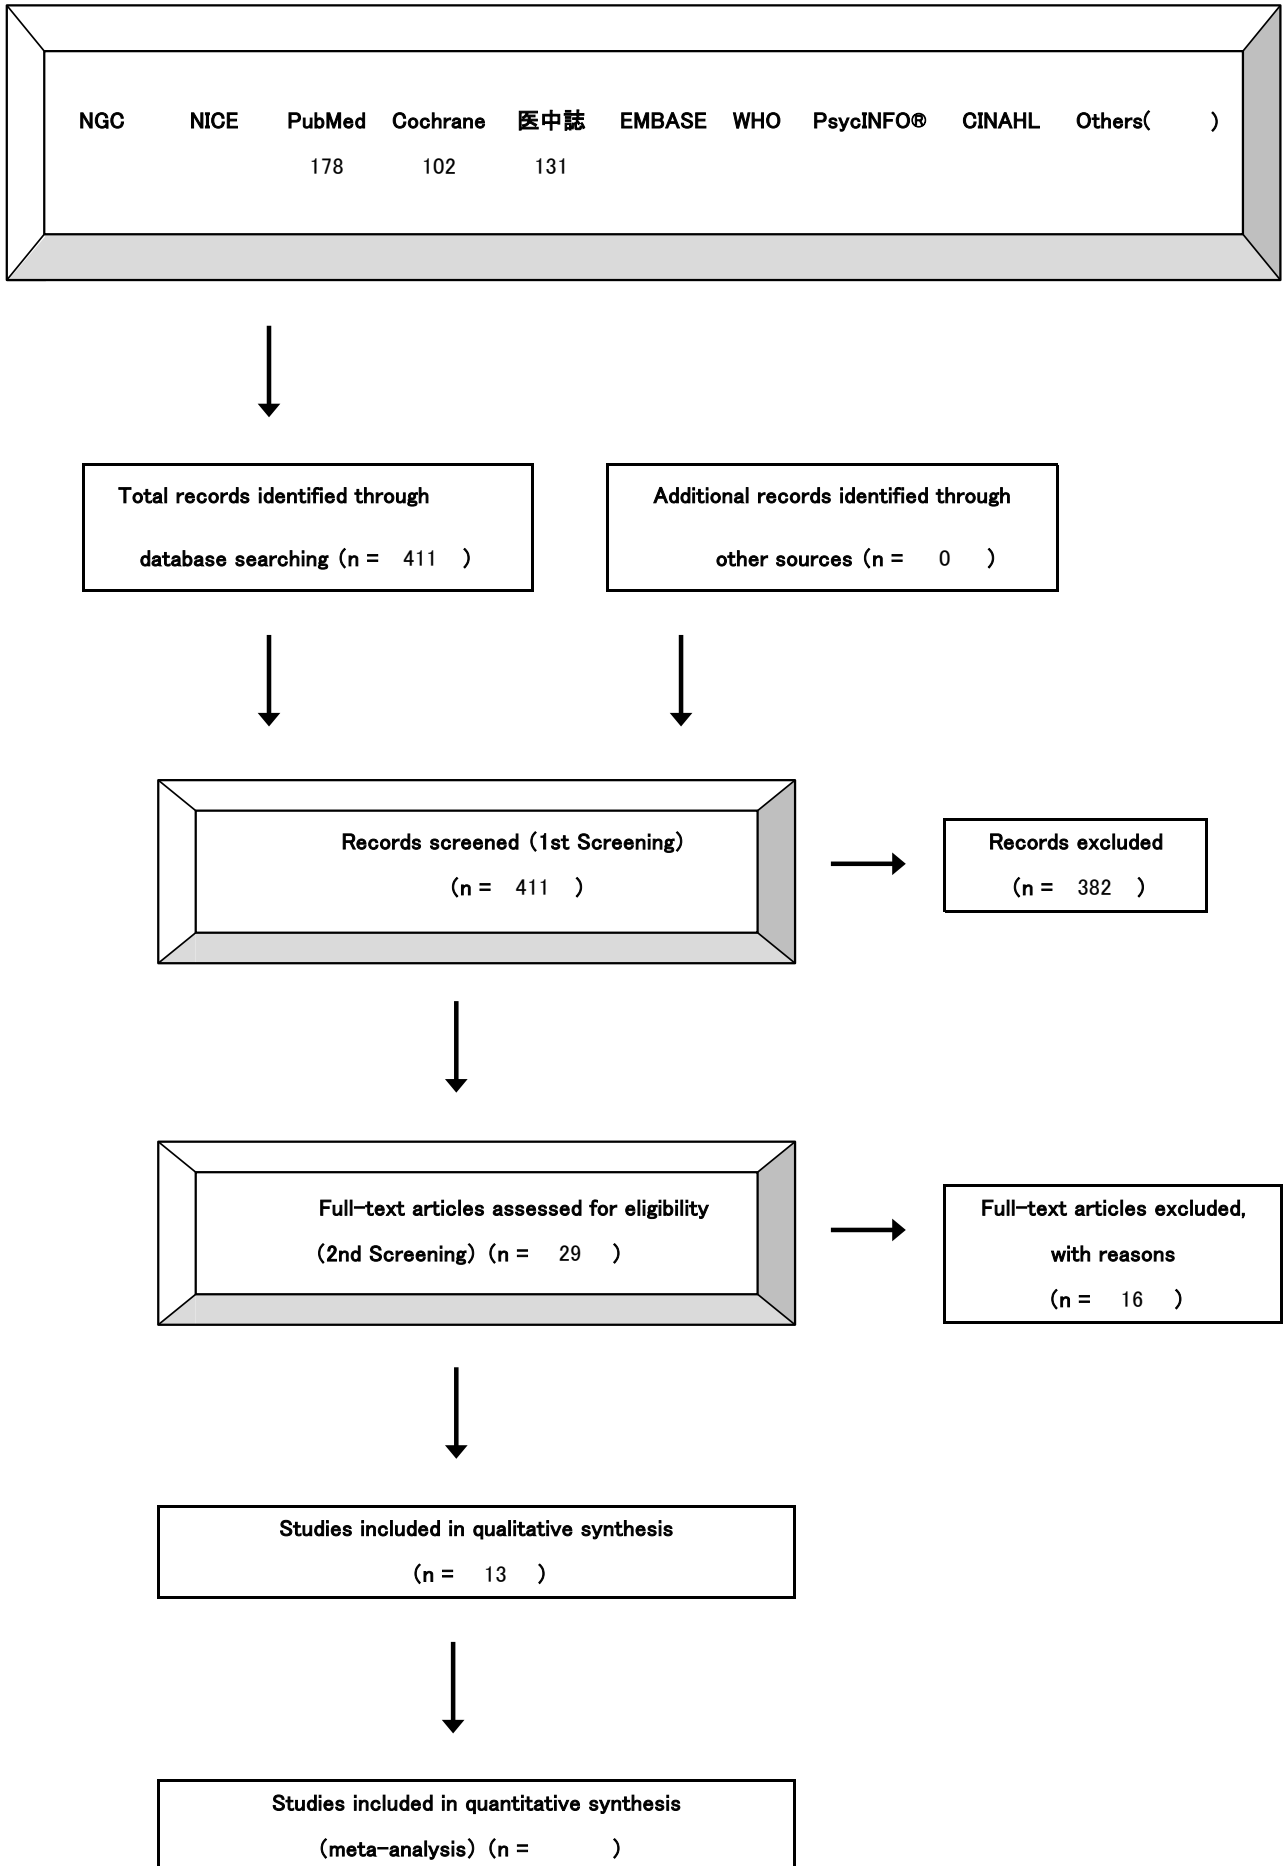 NGC NICE PubMed Cochrane 医中誌 EMBASE WHO PsycINFO® CINAHL Others( )
178 102 131
Total records identified through
database searching (n = 411 )
Additional records identified through
other sources (n = 0 )
Records screened (1st Screening)
(n = 411 )
Records excluded
(n = 382 )
Full-text articles assessed for eligibility
(2nd Screening) (n = 29 )
Full-text articles excluded,
with reasons
(n = 16 )
Studies included in qualitative synthesis
(n = 13 )
Studies included in quantitative synthesis
(meta-analysis) (n = )